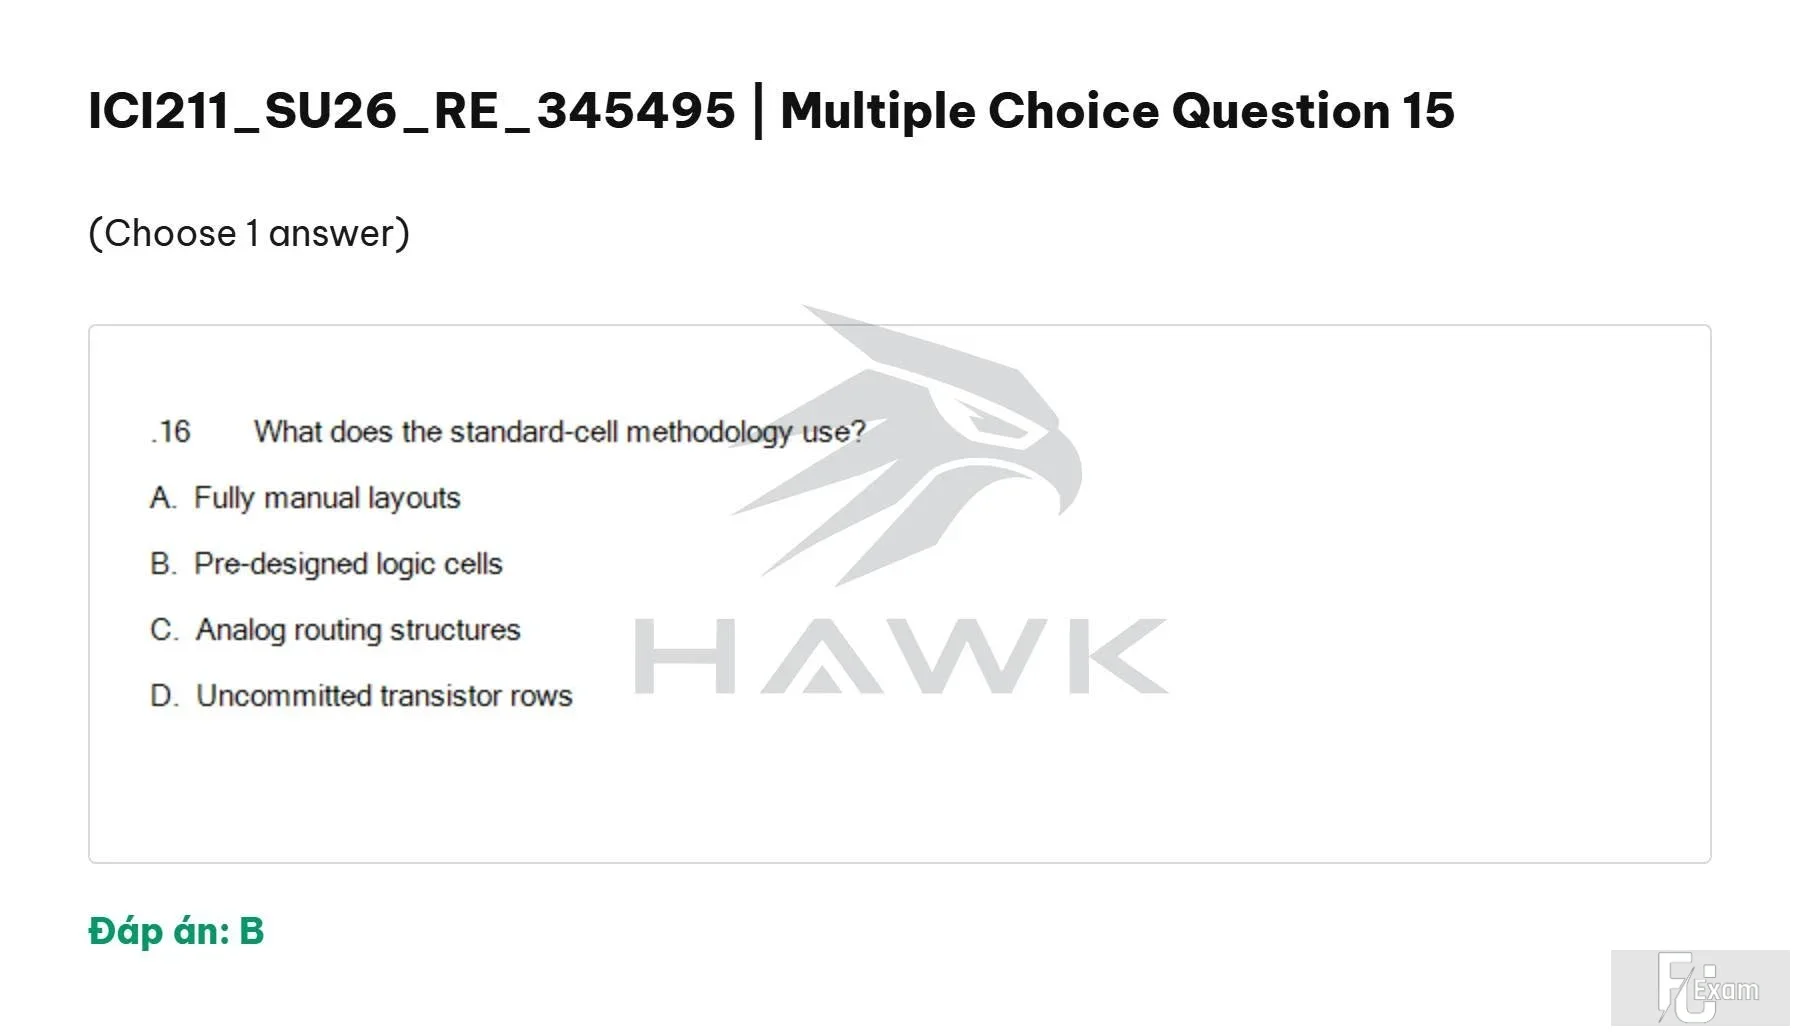 ICI211_SU26_RE_345495 | Multiple Choice Question 15
(Choose 1 answer)
.16 What does the standard-cell methodology use?
A. Fully manual layouts
B. Pre-designed logic cells
C. Analog routing structures
D. Uncommitted transistor rows
HAWK
Đáp án: B
FU Exam